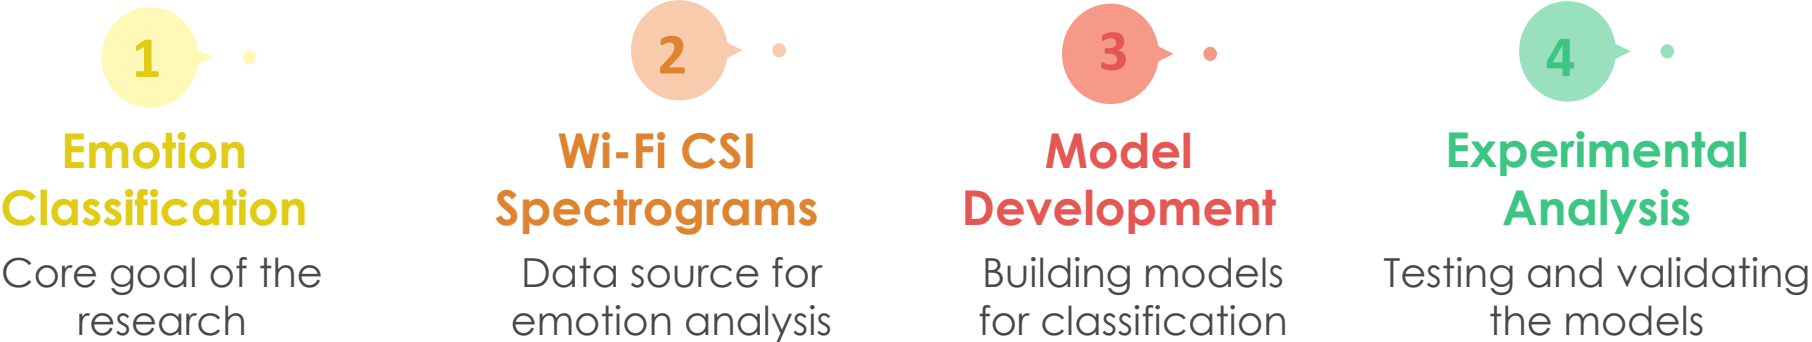 1
Emotion
Classification
Core goal of the
research
2
Wi-Fi CSI
Spectrograms
Data source for
emotion analysis
3
Model
Development
Building models
for classification
4
Experimental
Analysis
Testing and validating
the models